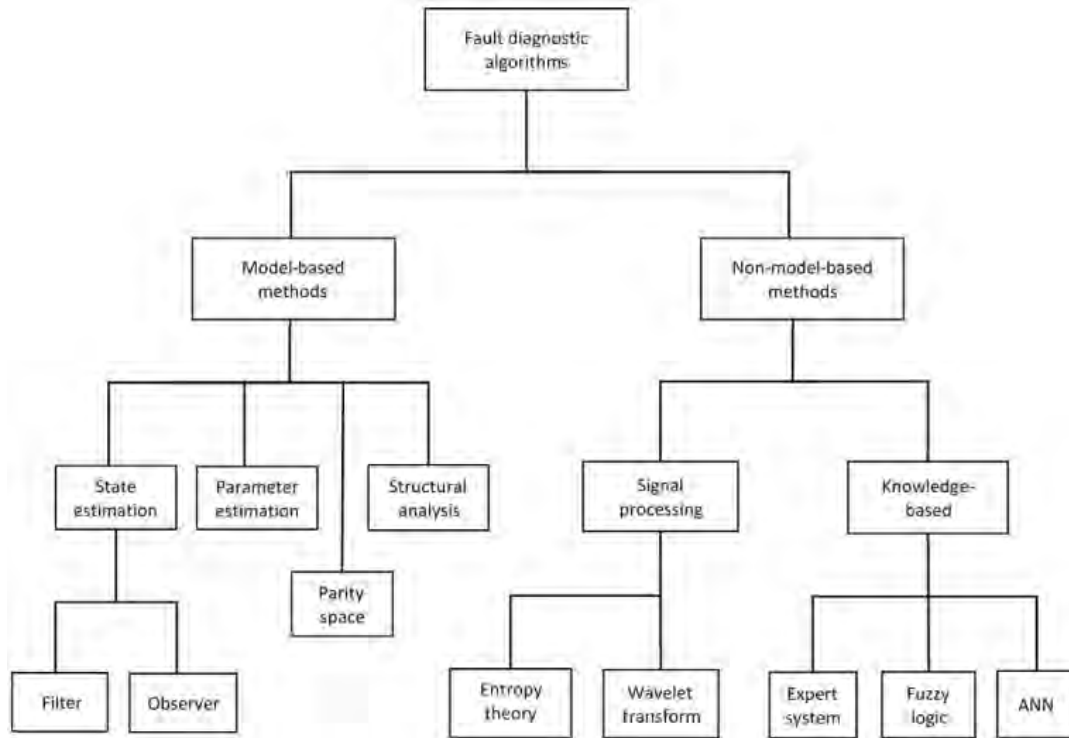 Fault diagnostic
algorithms
Model-based
methods
Non-model-based
methods
State
estimation
Parameter
estimation
Structural
analysis
Signal
processing
Knowledge-
based
Parity
space
Filter
Observer
Entropy
theory
Wavelet
transform
Expert
system
Fuzzy
logic
ANN